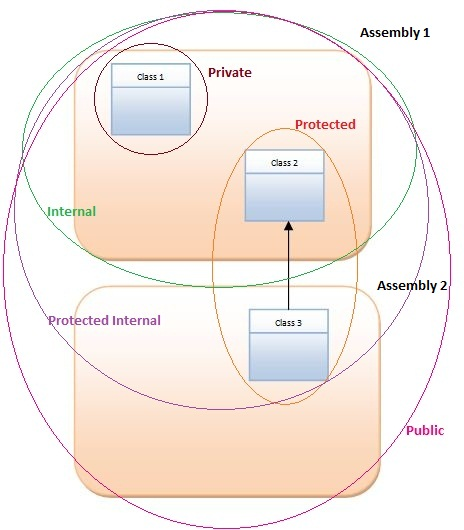 Assembly 1
Class 1
Private
Protected
Class 2
Internal
Assembly 2
Protected Internal
Class 3
Public